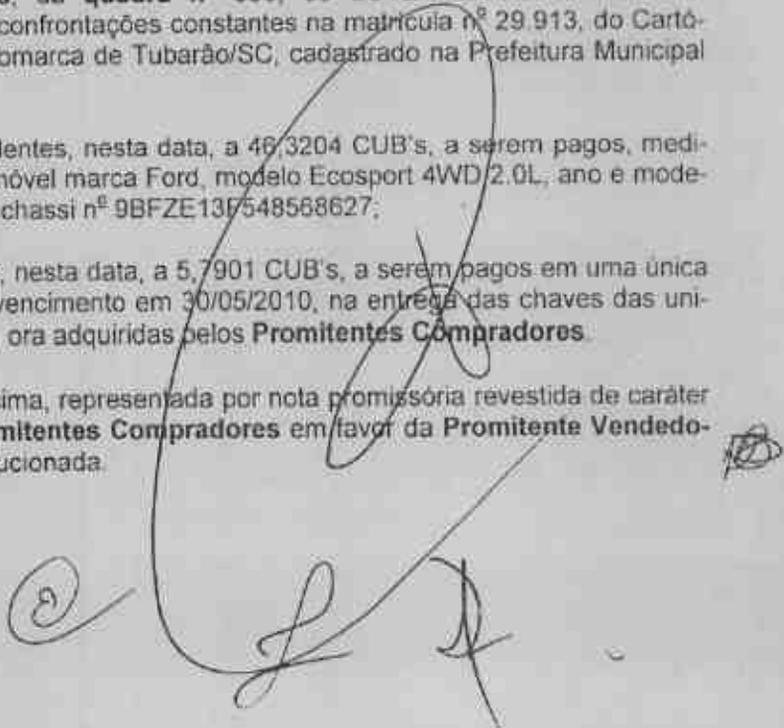 confrontações constantes na matrícula nº 29.913, do Cartó-
omarca de Tubarão/SC, cadastrado na Prefeitura Municipal
lentes, nesta data, a 46,3204 CUB's, a serem pagos, medi-
nóvel marca Ford, modelo Ecosport 4WD 2.0L, ano e mode-
chassi nº 9BFZE13F548568627;
, nesta data, a 5,7901 CUB's, a serem pagos em uma única
vencimento em 30/05/2010, na entrega das chaves das uni-
ora adquiridas pelos Promitentes Compradores.
ima, representada por nota promissória revestida de caráter
mitentes Compradores em favor da Promitente Vendedo-
ucionada.